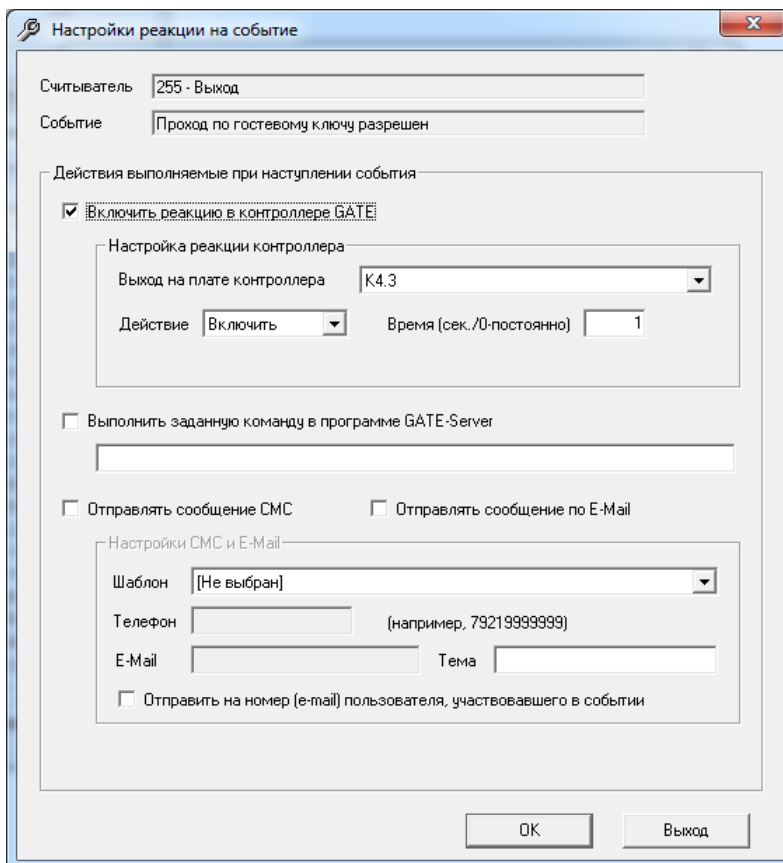 Настройки реакции на событие
Считыватель 255 - Выход
Событие Проход по гостевому ключу разрешен
Действия выполняемые при наступлении события
Включить реакцию в контроллере GATE
Настройка реакции контроллера
Выход на плате контроллера К4.3
Действие Включить Время (сек./0-постоянно) 1
Выполнить заданную команду в программе GATE-Server
Отправлять сообщение СМС Отправлять сообщение по E-Mail
Настройки СМС и E-Mail
Шаблон [Не выбран]
Телефон (например, 79219999999)
E-Mail Тема
Отправить на номер (e-mail) пользователя, участвовавшего в событии
OK Выход